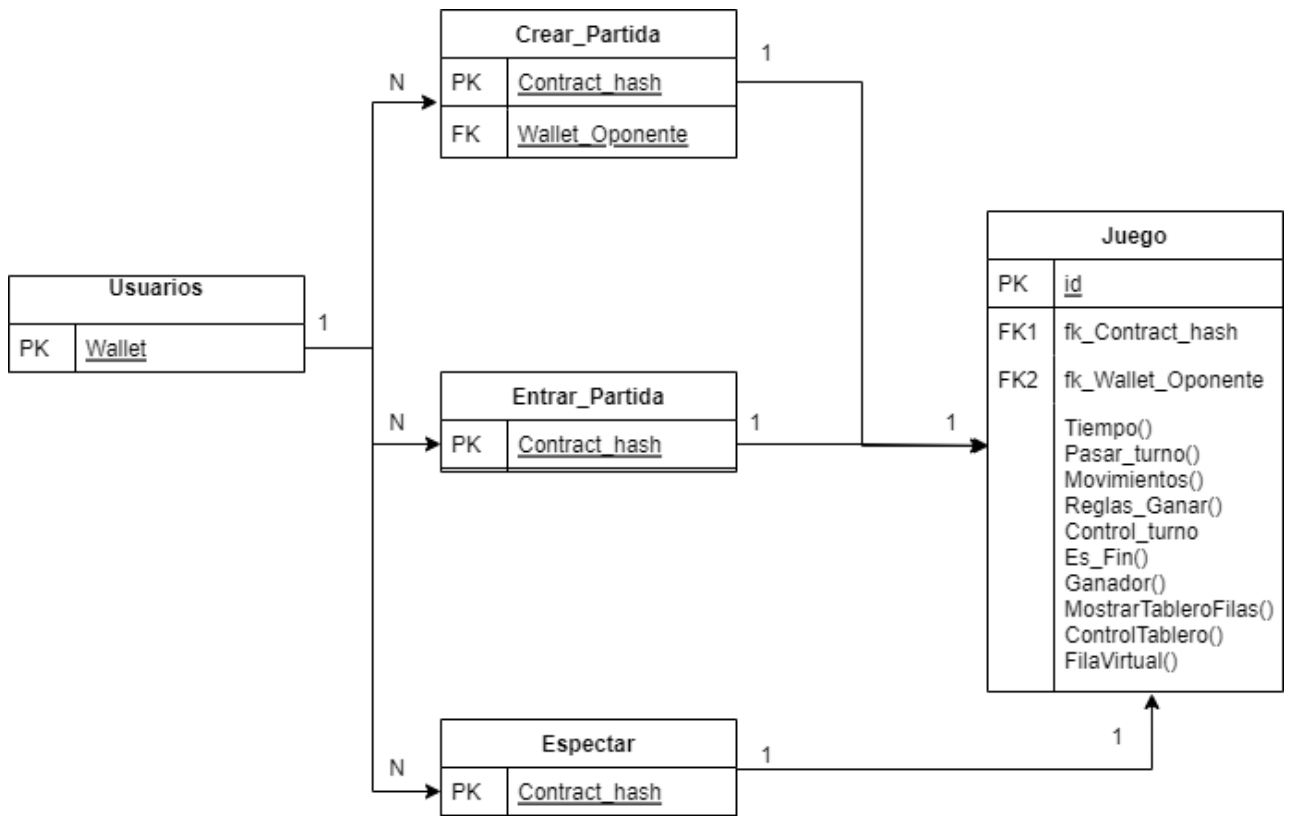 Crear_Partida
PK Contract_hash
FK Wallet_Oponente
N
1
Usuarios
PK Wallet
1
Entrar_Partida
PK Contract_hash
N
1
1
Juego
PK id
FK1 fk_Contract_hash
FK2 fk_Wallet_Oponente
Tiempo()
Pasar_turno()
Movimientos()
Reglas_Ganar()
Control_turno
Es_Fin()
Ganador()
MostrarTableroFilas()
ControlTablero()
FilaVirtual()
Espectar
PK Contract_hash
N
1
1